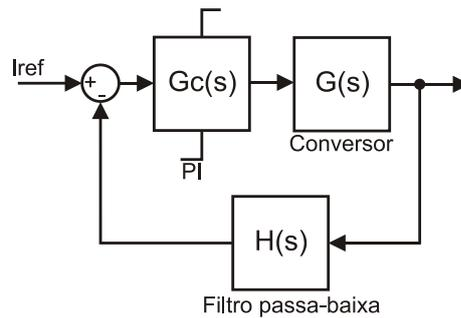 Iref
+
-
Gc(s)
PI
G(s)
Conversor
H(s)
Filtro passa-baixa